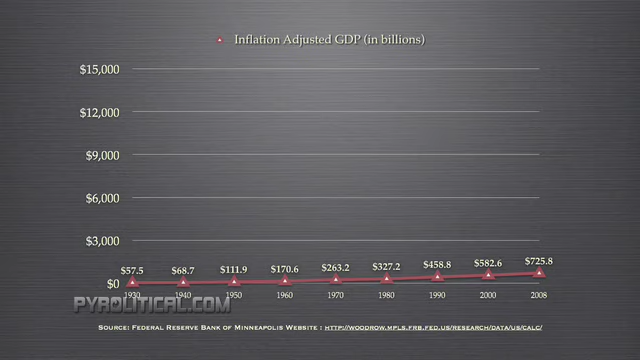 Inflation Adjusted GDP (in billions)
$15,000
$12,000
$9,000
$6,000
$3,000
$0
$57.5 $68.7 $111.9 $170.6 $263.2 $327.2 $458.8 $582.6 $725.8
1930 1940 1950 1960 1970 1980 1990 2000 2008
PYROLITICAL.COM
Source: Federal Reserve Bank of Minneapolis Website : http://woodrow.mpls.frb.fed.us/research/data/us/calc/